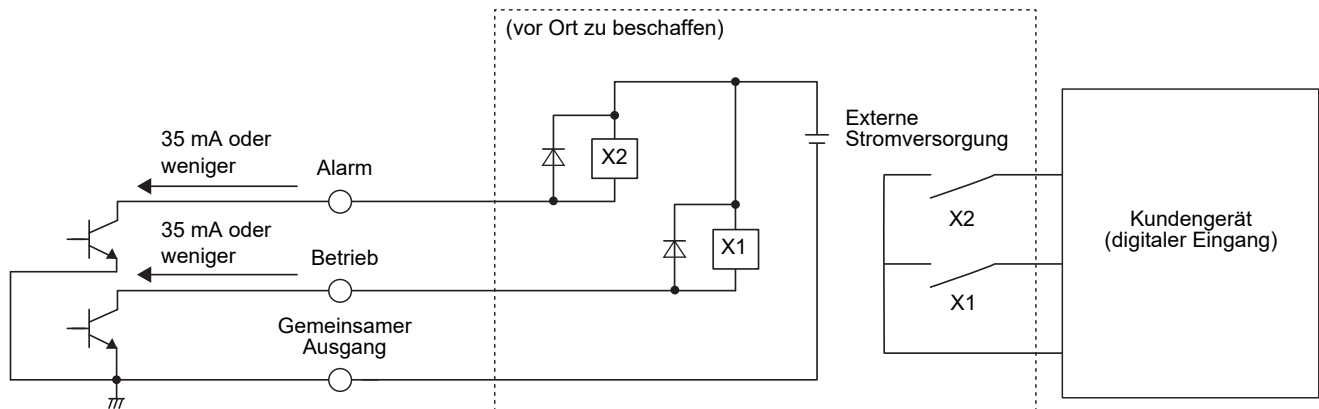 (vor Ort zu beschaffen)
35 mA oder
weniger
Alarm
X2
Externe
Stromversorgung
35 mA oder
weniger
Betrieb
X1
Gemeinsamer
Ausgang
X2
X1
Kundengerät
(digitaler Eingang)